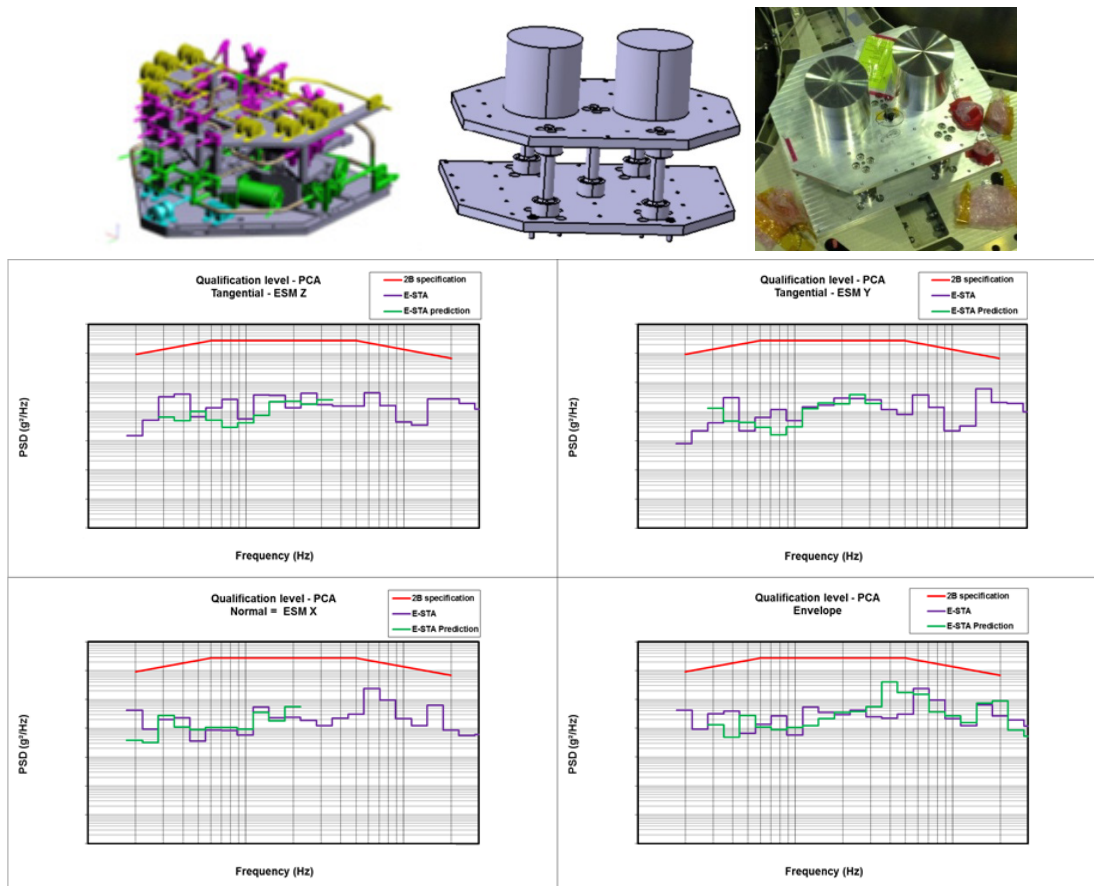 Qualification level - PCA
Tangential - ESM Z
2B specification
E-STA
E-STA prediction
PSD (g²/Hz)
Frequency (Hz)
Qualification level - PCA
Tangential - ESM Y
2B specification
E-STA
E-STA prediction
PSD (g²/Hz)
Frequency (Hz)
Qualification level - PCA
Normal = ESM X
2B specification
E-STA
E-STA Prediction
PSD (g²/Hz)
Frequency (Hz)
Qualification level - PCA
Envelope
2B specification
E-STA
E-STA Prediction
PSD (g²/Hz)
Frequency (Hz)